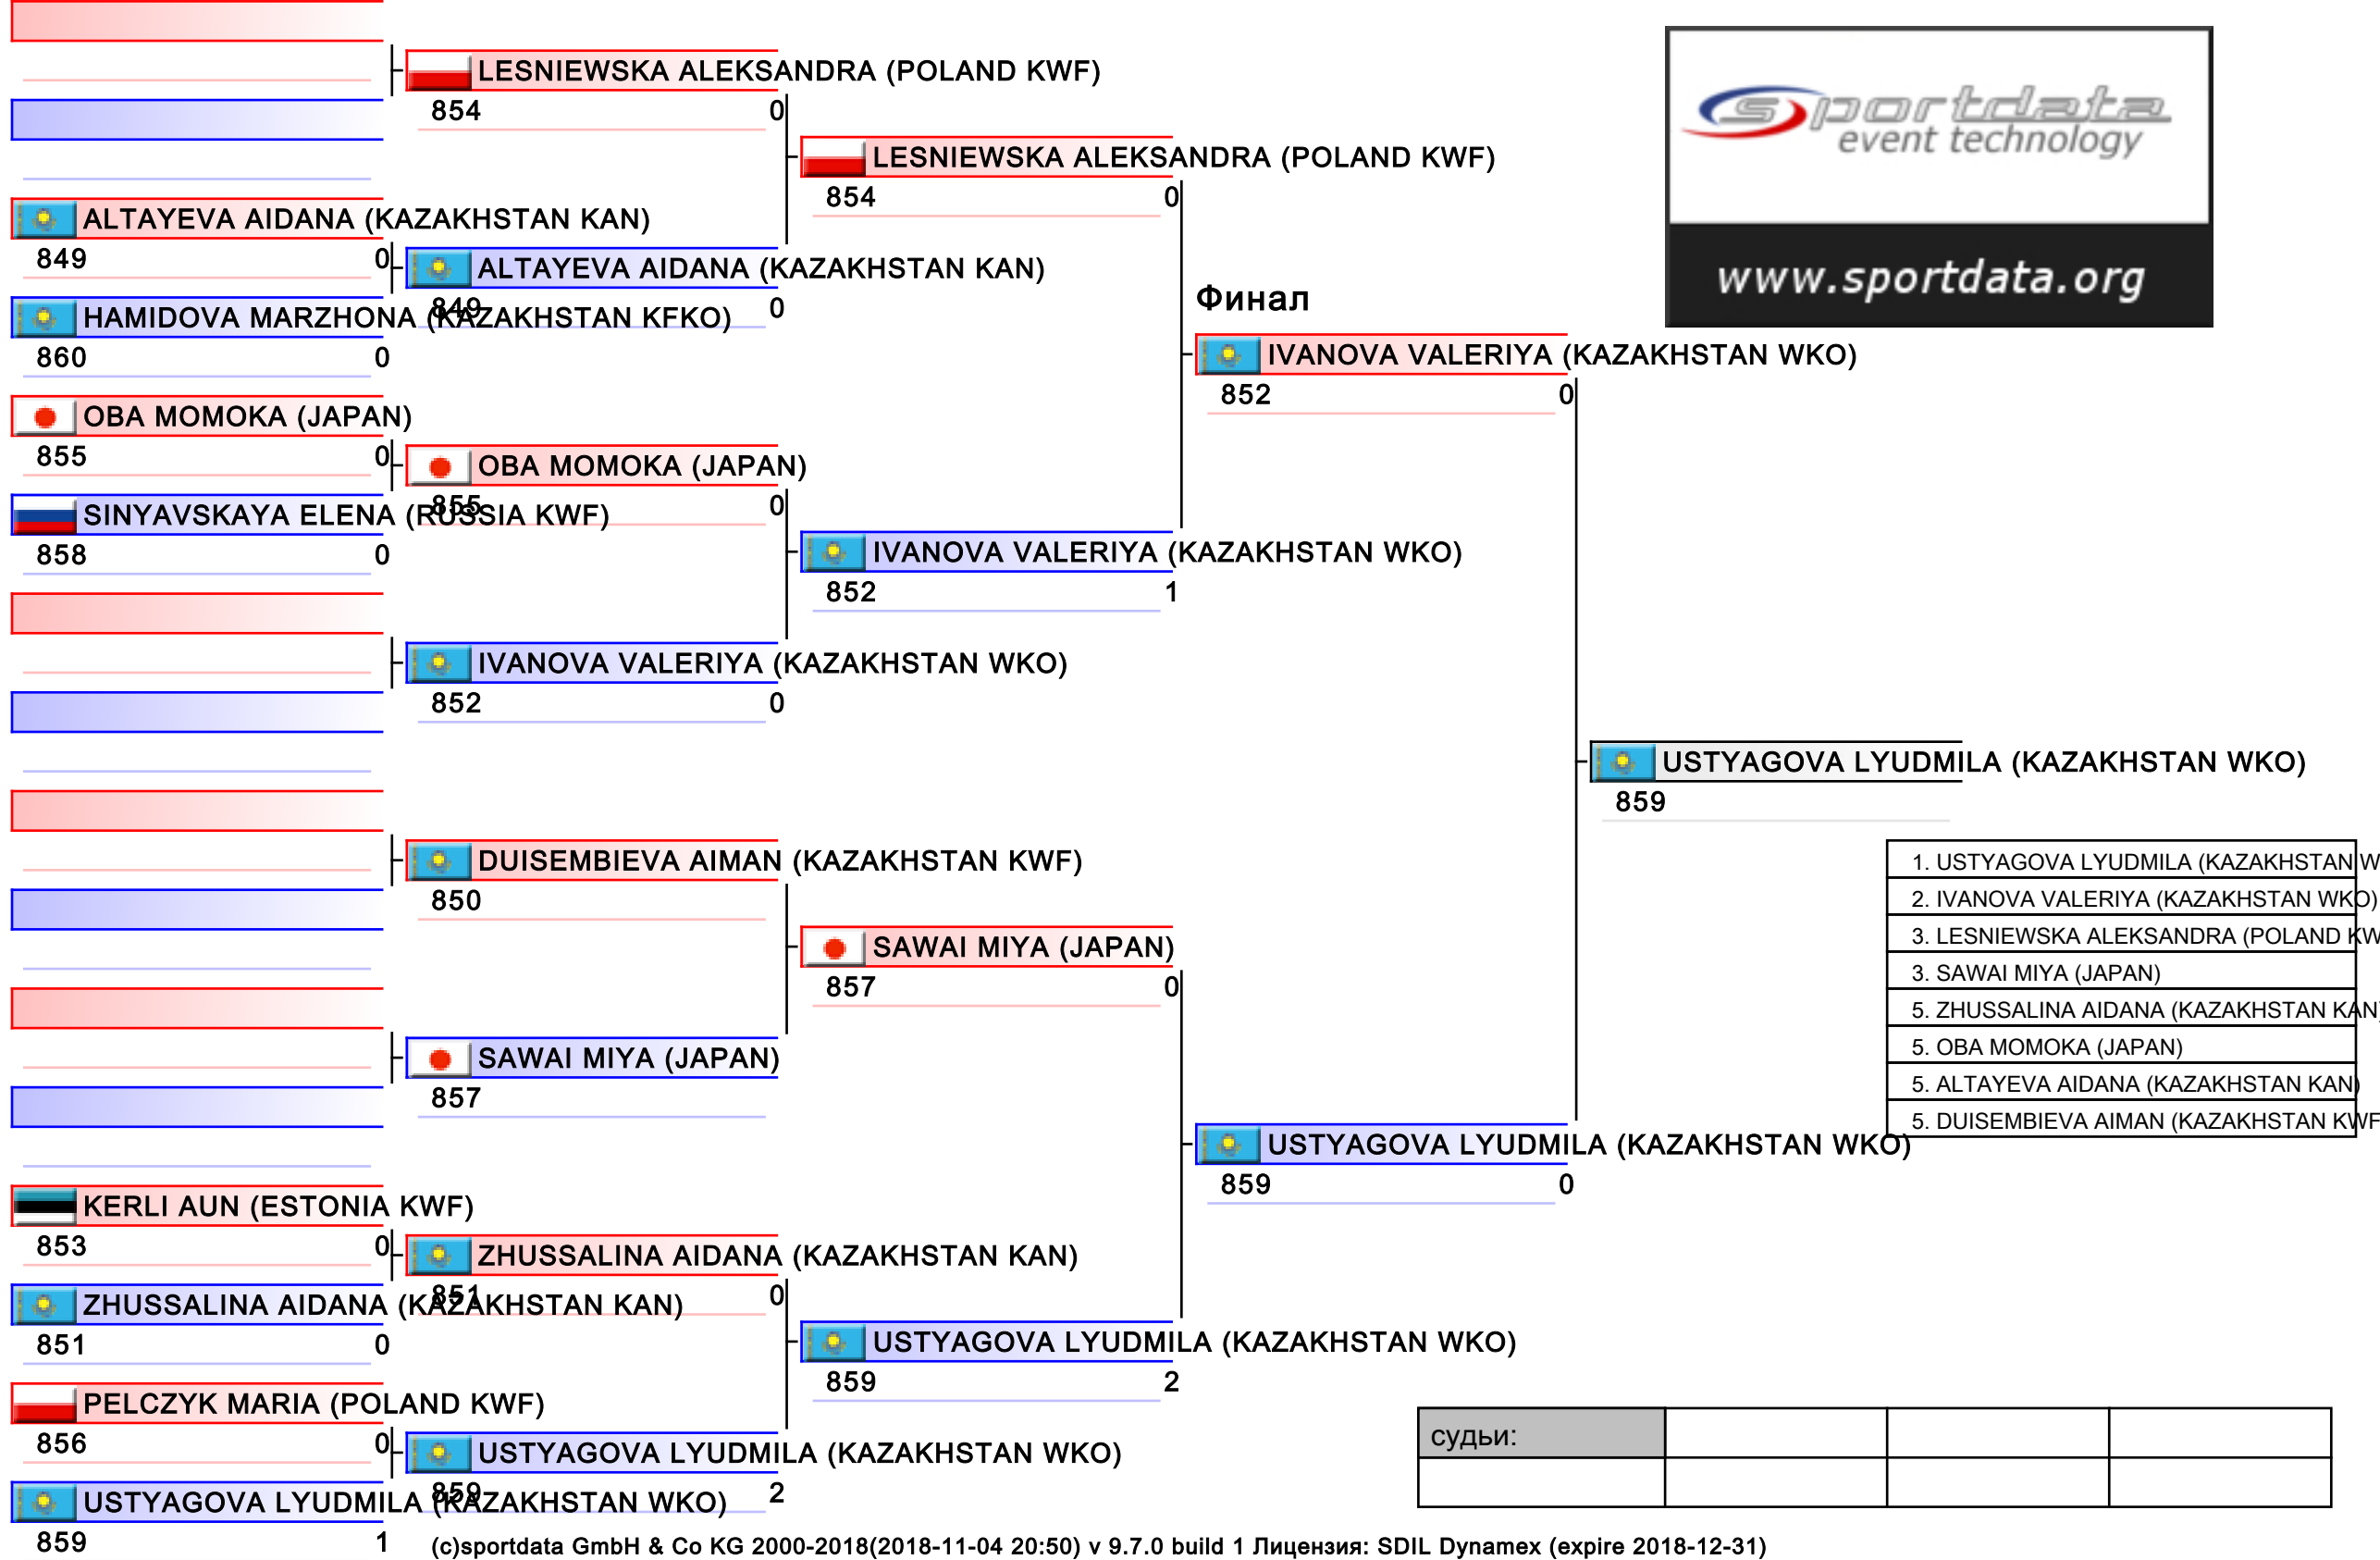 LESNIEWSKA ALEKSANDRA (POLAND KWF)
854 0
ALTAYEVA AIDANA (KAZAKHSTAN KAN)
849 0
HAMIDOVA MARZHONA (KAZAKHSTAN KFKO)
860 0
ALTAYEVA AIDANA (KAZAKHSTAN KAN)
849 0
OBA MOMOKA (JAPAN)
855 0
SINYAVSKAYA ELENA (RUSSIA KWF)
858 0
OBA MOMOKA (JAPAN)
855 0
IVANOVA VALERIYA (KAZAKHSTAN WKO)
852 0
DUISEMBIEVA AIMAN (KAZAKHSTAN KWF)
850
SAWAI MIYA (JAPAN)
857
KERLI AUN (ESTONIA KWF)
853 0
ZHUSSALINA AIDANA (KAZAKHSTAN KAN)
851 0
ZHUSSALINA AIDANA (KAZAKHSTAN KAN)
851 0
PELCZYK MARIA (POLAND KWF)
856 0
USTYAGOVA LYUDMILA (KAZAKHSTAN WKO)
859 1
USTYAGOVA LYUDMILA (KAZAKHSTAN WKO)
859 2
LESNIEWSKA ALEKSANDRA (POLAND KWF)
854 0
IVANOVA VALERIYA (KAZAKHSTAN WKO)
852 1
SAWAI MIYA (JAPAN)
857 0
USTYAGOVA LYUDMILA (KAZAKHSTAN WKO)
859 2
Финал
IVANOVA VALERIYA (KAZAKHSTAN WKO)
852 0
USTYAGOVA LYUDMILA (KAZAKHSTAN WKO)
859 0
USTYAGOVA LYUDMILA (KAZAKHSTAN WKO)
859
sportdata
event technology
www.sportdata.org
1. USTYAGOVA LYUDMILA (KAZAKHSTAN W
2. IVANOVA VALERIYA (KAZAKHSTAN WKO)
3. LESNIEWSKA ALEKSANDRA (POLAND KW
3. SAWAI MIYA (JAPAN)
5. ZHUSSALINA AIDANA (KAZAKHSTAN KAN)
5. OBA MOMOKA (JAPAN)
5. ALTAYEVA AIDANA (KAZAKHSTAN KAN)
5. DUISEMBIEVA AIMAN (KAZAKHSTAN KWF
судьи:
(c)sportdata GmbH & Co KG 2000-2018(2018-11-04 20:50) v 9.7.0 build 1 Лицензия: SDIL Dynamex (expire 2018-12-31)